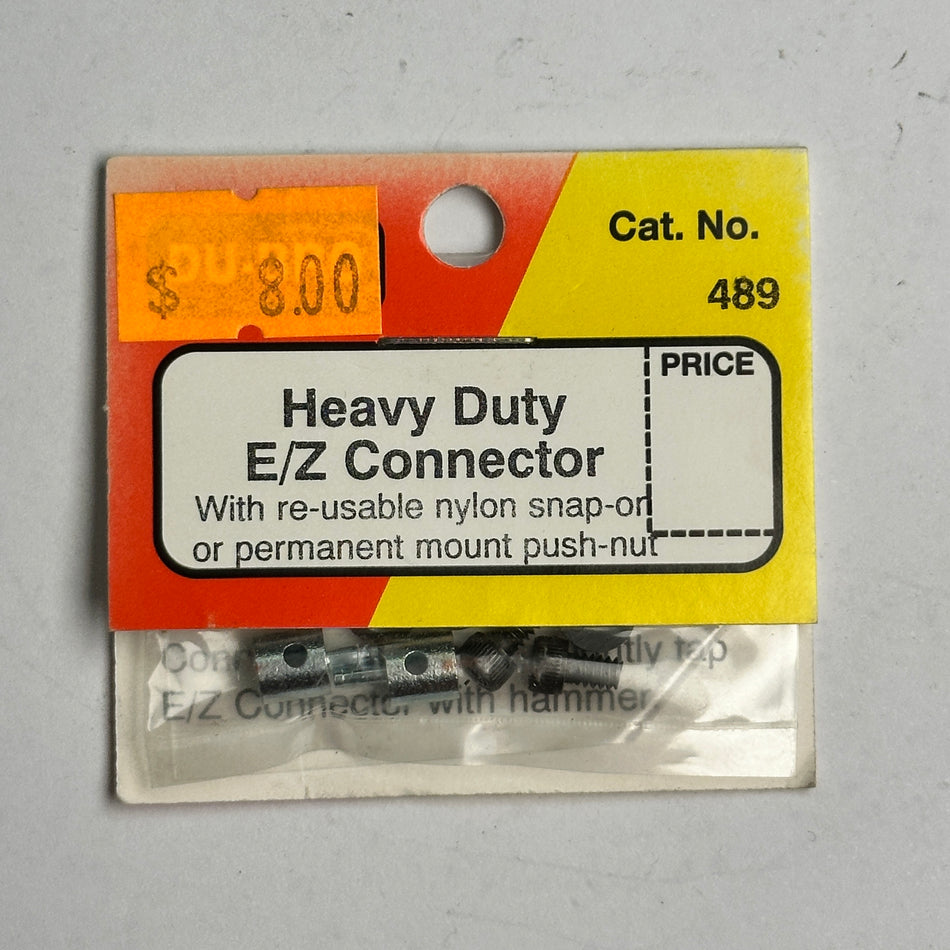 Cat. No.
489
$ 8.00
PRICE
Heavy Duty
E/Z Connector
With re-usable nylon snap-on
or permanent mount push-nut
tap
E/Z Connector with hammer.